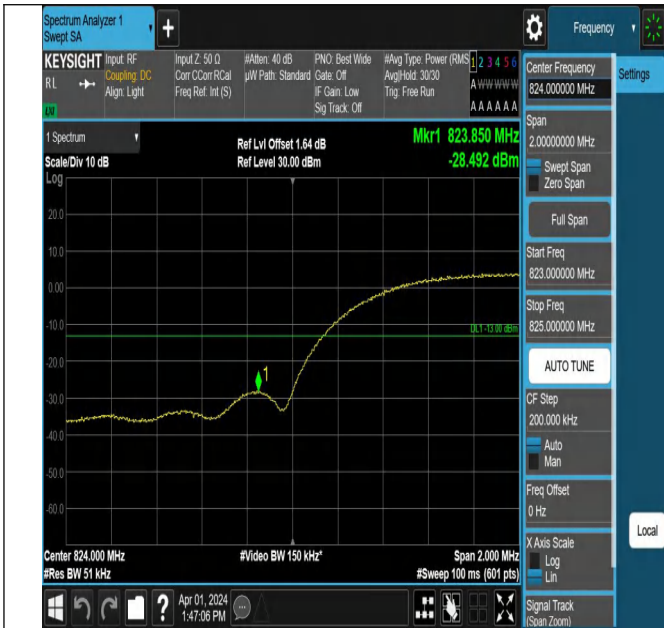 Spectrum Analyzer 1
Swept SA
Frequency
KEYSIGHT
RL
LXI
Input: RF
Coupling: DC
Align: Light
Input Z: 50 Ω
Corr CCorr RCal
Freq Ref: Int (S)
#Atten: 40 dB
µW Path: Standard
PNO: Best Wide
Gate: Off
IF Gain: Low
Sig Track: Off
#Avg Type: Power (RMS
Avg|Hold: 30/30
Trig: Free Run
1 2 3 4 5 6
A W W W W W
A A A A A A
Center Frequency
824.000000 MHz
Settings
Span
2.00000000 MHz
Swept Span
Zero Span
Full Span
Start Freq
823.000000 MHz
Stop Freq
825.000000 MHz
AUTO TUNE
CF Step
200.000 kHz
Auto
Man
Freq Offset
0 Hz
X Axis Scale
Log
Lin
Signal Track
(Span Zoom)
Local
1 Spectrum
Scale/Div 10 dB
Log
Ref Lvl Offset 1.64 dB
Ref Level 30.00 dBm
Mkr1 823.850 MHz
-28.492 dBm
20.0
10.0
0.00
-10.0
DL1 -13.00 dBm
-20.0
1
-30.0
-40.0
-50.0
-60.0
Center 824.000 MHz
#Res BW 51 kHz
#Video BW 150 kHz*
Span 2.000 MHz
#Sweep 100 ms (601 pts)
?
Apr 01, 2024
1:47:06 PM